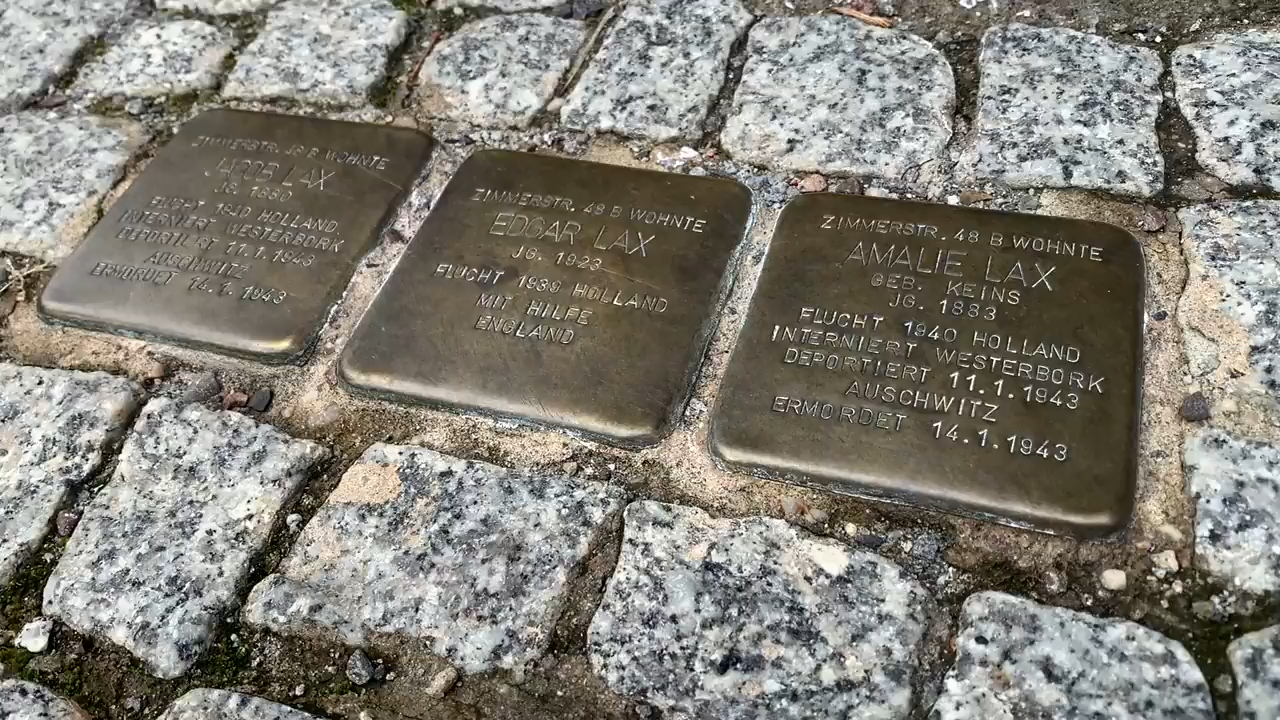 ZIMMERSTR. 48 B WOHNTE
JACOB LAX
JG. 1880
FLUCHT 1940 HOLLAND
INTERNIERT WESTERBORK
DEPORTIERT 11.1.1943
AUSCHWITZ
ERMORDET 14.1.1943
ZIMMERSTR. 48 B WOHNTE
EDGAR LAX
JG. 1923
FLUCHT 1939 HOLLAND
MIT HILFE
ENGLAND
ZIMMERSTR. 48 B WOHNTE
AMALIE LAX
GEB. KEINS
JG. 1883
FLUCHT 1940 HOLLAND
INTERNIERT WESTERBORK
DEPORTIERT 11.1.1943
AUSCHWITZ
ERMORDET 14.1.1943